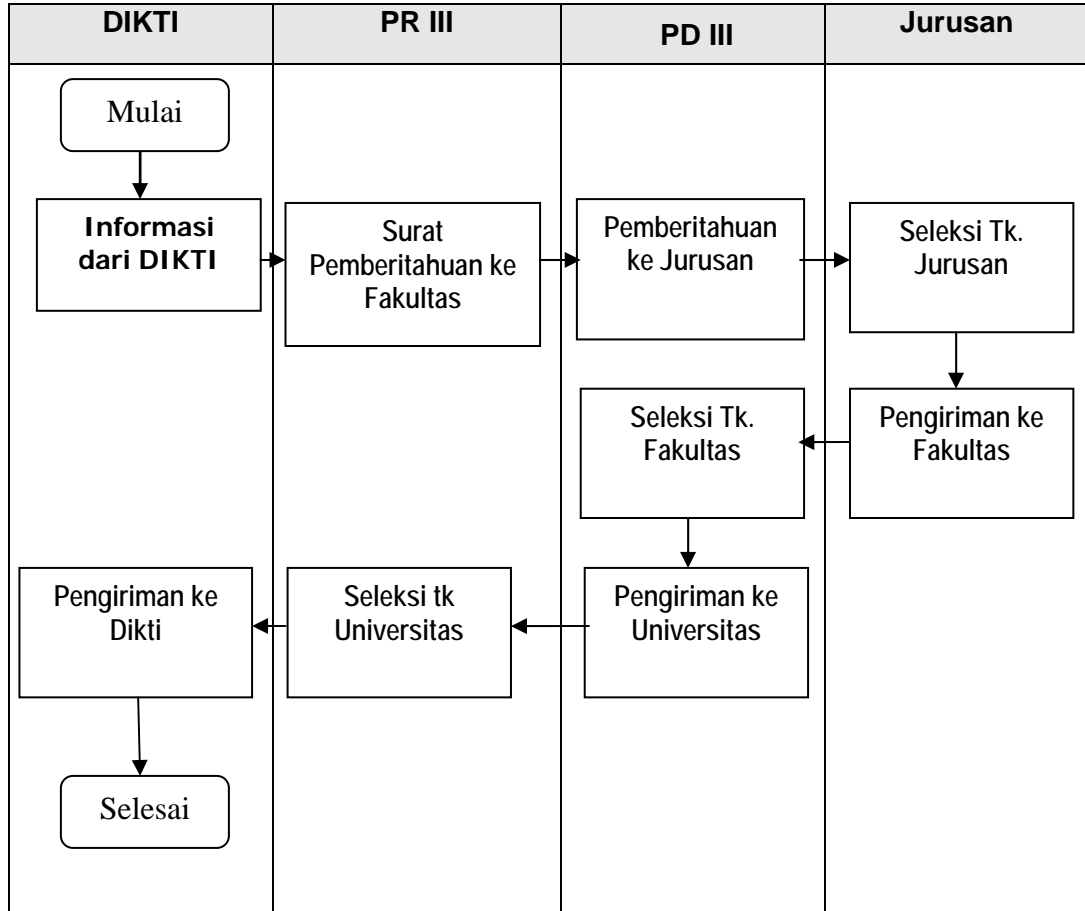 DIKTI
PR III
PD III
Jurusan
Mulai
Informasi
dari DIKTI
Surat
Pemberitahuan ke
Fakultas
Pemberitahuan
ke Jurusan
Seleksi Tk.
Jurusan
Seleksi Tk.
Fakultas
Pengiriman ke
Fakultas
Pengiriman ke
Dikti
Seleksi tk
Universitas
Pengiriman ke
Universitas
Selesai